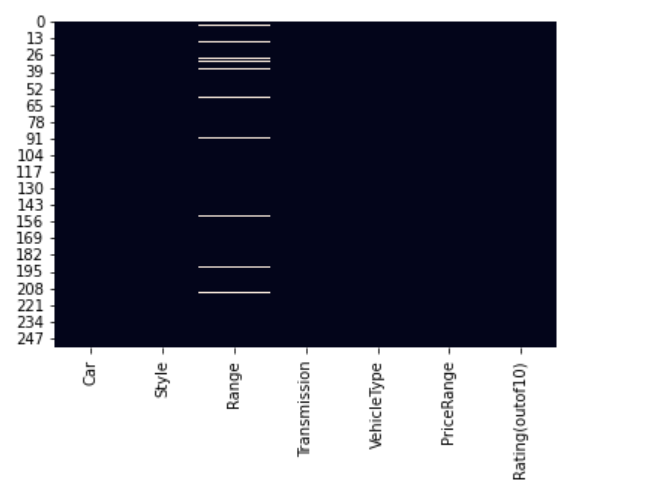 0
13
26
39
52
65
78
91
104
117
130
143
156
169
182
195
208
221
234
247
Car
Style
Range
Transmission
VehicleType
PriceRange
Rating(outof10)